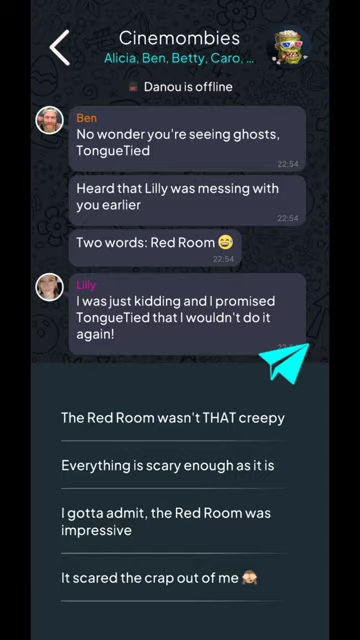 Cinemombies
Alicia, Ben, Betty, Caro, ...
Danou is offline
Ben
No wonder you're seeing ghosts,
TongueTied
22:54
Heard that Lilly was messing with
you earlier
22:54
Two words: Red Room 😅
22:54
Lilly
I was just kidding and I promised
TongueTied that I wouldn't do it
again!
The Red Room wasn't THAT creepy
Everything is scary enough as it is
I gotta admit, the Red Room was
impressive
It scared the crap out of me 🙈